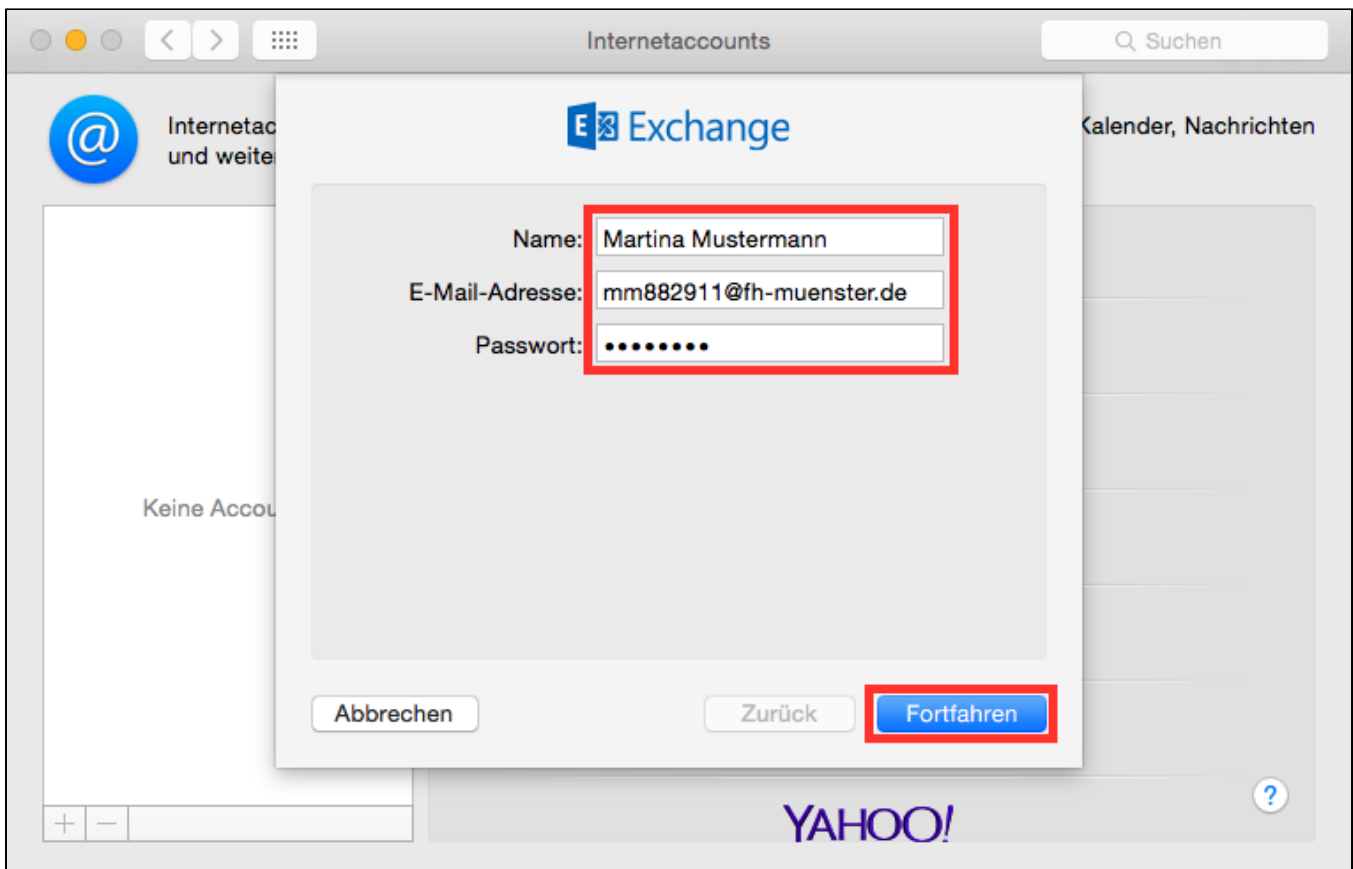 Internetaccounts
Suchen
Internetac
und weite
Kalender, Nachrichten
E Exchange
Name: Martina Mustermann
E-Mail-Adresse: mm882911@fh-muenster.de
Passwort: ••••••••
Keine Accou
Abbrechen
Zurück
Fortfahren
YAHOO!
?